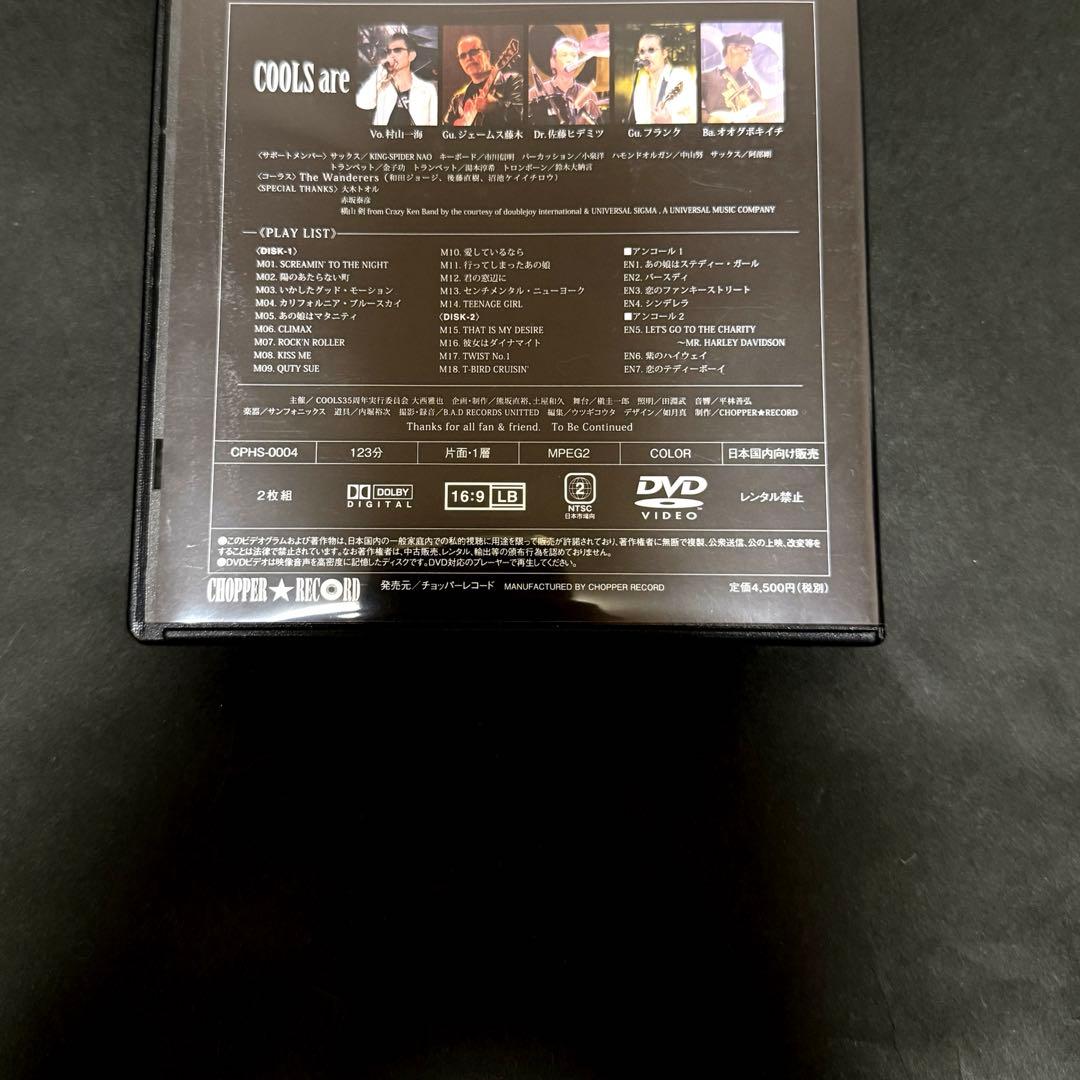 COOLS are
Vo.村山一海 Gu.ジェームス藤木 Dr.佐藤ヒデミツ Gu.フランク Ba.オオグボキイチ
〈サポートメンバー〉サックス/KING-SPIDER NAO キーボード/市川信明 パーカッション/小泉洋 ハモンドオルガン/中山努 サックス/阿部剛
トランペット/金子功 トランペット/湯本淳希 トロンボーン/鈴木大納言
〈コーラス〉The Wanderers(和田ジョージ、後藤直樹、沼池ケイイチロウ)
〈SPECIAL THANKS〉大木トオル
赤坂泰彦
横山 剣 from Crazy Ken Band by the courtesy of doublejoy international & UNIVERSAL SIGMA , A UNIVERSAL MUSIC COMPANY
《PLAY LIST》
〈DISK-1〉
M01. SCREAMIN' TO THE NIGHT
M02. 陽のあたらない町
M03. いかしたグッド・モーション
M04. カリフォルニア・ブルースカイ
M05. あの娘はマタニティ
M06. CLIMAX
M07. ROCK'N ROLLER
M08. KISS ME
M09. QUTY SUE
M10. 愛しているなら
M11. 行ってしまったあの娘
M12. 君の窓辺に
M13. センチメンタル・ニューヨーク
M14. TEENAGE GIRL
〈DISK-2〉
M15. THAT IS MY DESIRE
M16. 彼女はダイナマイト
M17. TWIST No.1
M18. T-BIRD CRUISIN'
■アンコール1
EN1. あの娘はステディー・ガール
EN2. バースディ
EN3. 恋のファンキーストリート
EN4. シンデレラ
■アンコール2
EN5. LET'S GO TO THE CHARITY
〜MR. HARLEY DAVIDSON
EN6. 紫のハイウェイ
EN7. 恋のテディーボーイ
主催/COOLS35周年実行委員会 大西雅也 企画・制作/熊坂直裕、土屋和久 舞台/槇圭一郎 照明/田淵武 音響/平林善弘
楽器/サンフォニックス 道具/内堀裕次 撮影・録音/B.A.D RECORDS UNITTED 編集/ウツギコウタ デザイン/如月真 制作/CHOPPER★RECORD
Thanks for all fan & friend. To Be Continued
CPHS-0004 123分 片面・1層 MPEG2 COLOR 日本国内向け販売
2枚組 DOLBY DIGITAL 16:9 LB 2 NTSC 日本市場向 DVD VIDEO レンタル禁止
●このビデオグラムおよび著作物は、日本国内の一般家庭内での私的視聴に用途を限って販売が許諾されており、著作権者に無断で複製、公衆送信、公の上映、改変等を
することは法律で禁止されています。なお著作権者は、中古販売、レンタル、輸出等の頒布行為を認めておりません。
●DVDビデオは映像音声を高密度に記憶したディスクです。DVD対応のプレーヤーで再生してください。
CHOPPER★RECORD 発売元/チョッパーレコード MANUFACTURED BY CHOPPER RECORD 定価4,500円(税別)